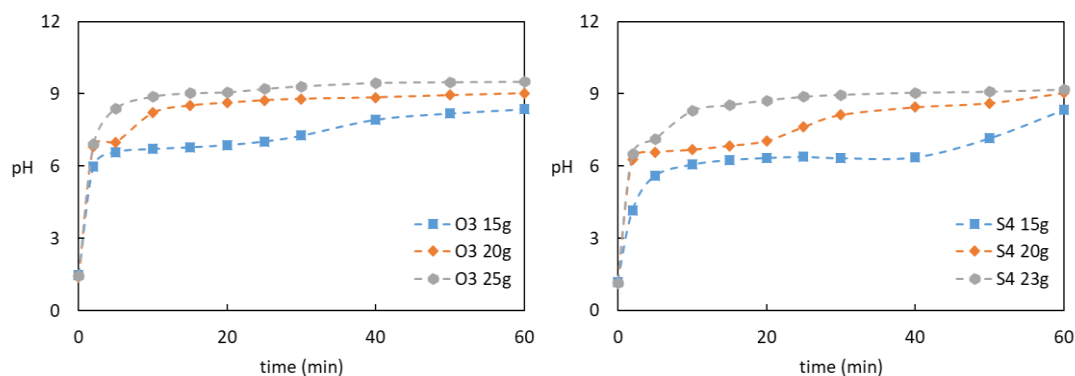 12
9
pH 6
3
0
0 20 40 60
time (min)
O3 15g
O3 20g
O3 25g
12
9
pH 6
3
0
0 20 40 60
time (min)
S4 15g
S4 20g
S4 23g